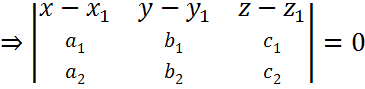 ⇒ | x − x₁ y − y₁ z − z₁ |
| a₁ b₁ c₁ | = 0
| a₂ b₂ c₂ |